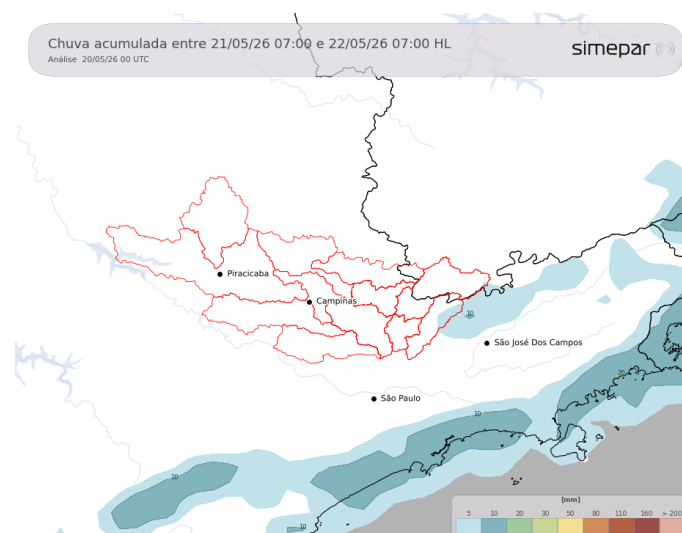 Chuva acumulada entre 21/05/26 07:00 e 22/05/26 07:00 HL
simepar
Análise 20/05/26 00 UTC
Piracicaba
Campinas
10
São José Dos Campos
20
São Paulo
10
10
10
[mm]
5 10 20 30 50 80 110 160 > 200